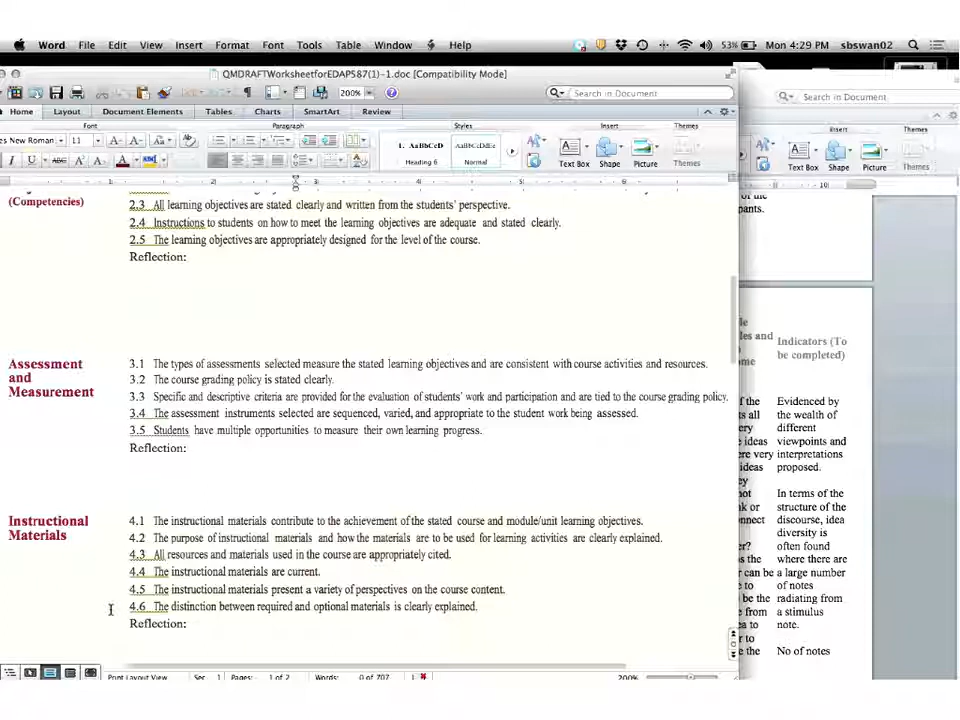 Word File Edit View Insert Format Font Tools Table Window Help 53% Mon 4:29 PM sbswan02
QMDRAFTWorksheetforEDAP587(1)-1.doc [Compatibility Mode]
200% Search in Document
Search in Document
Home Layout Document Elements Tables Charts SmartArt Review
Font Paragraph Styles Insert Themes
Insert Themes
es New Roman 11
AaBbCcD AaBbCcDdEe
Heading 6 Normal Text Box Shape Picture Themes
Text Box Shape Picture Themes
(Competencies)
2.3 All learning objectives are stated clearly and written from the students' perspective.
2.4 Instructions to students on how to meet the learning objectives are adequate and stated clearly.
2.5 The learning objectives are appropriately designed for the level of the course.
Reflection:
Assessment
and
Measurement
3.1 The types of assessments selected measure the stated learning objectives and are consistent with course activities and resources.
3.2 The course grading policy is stated clearly.
3.3 Specific and descriptive criteria are provided for the evaluation of students' work and participation and are tied to the course grading policy.
3.4 The assessment instruments selected are sequenced, varied, and appropriate to the student work being assessed.
3.5 Students have multiple opportunities to measure their own learning progress.
Reflection:
Instructional
Materials
4.1 The instructional materials contribute to the achievement of the stated course and module/unit learning objectives.
4.2 The purpose of instructional materials and how the materials are to be used for learning activities are clearly explained.
4.3 All resources and materials used in the course are appropriately cited.
4.4 The instructional materials are current.
4.5 The instructional materials present a variety of perspectives on the course content.
4.6 The distinction between required and optional materials is clearly explained.
Reflection:
Print Layout View Sec 1 Pages: 1 of 2 Words: 0 of 707 200%
or the
pants.
Indicators (To
be completed)
Evidenced by
the wealth of
different
viewpoints and
interpretations
proposed.
In terms of the
structure of the
discourse, idea
diversity is
often found
where there are
a large number
of notes
radiating from
a stimulus
note.
No of notes